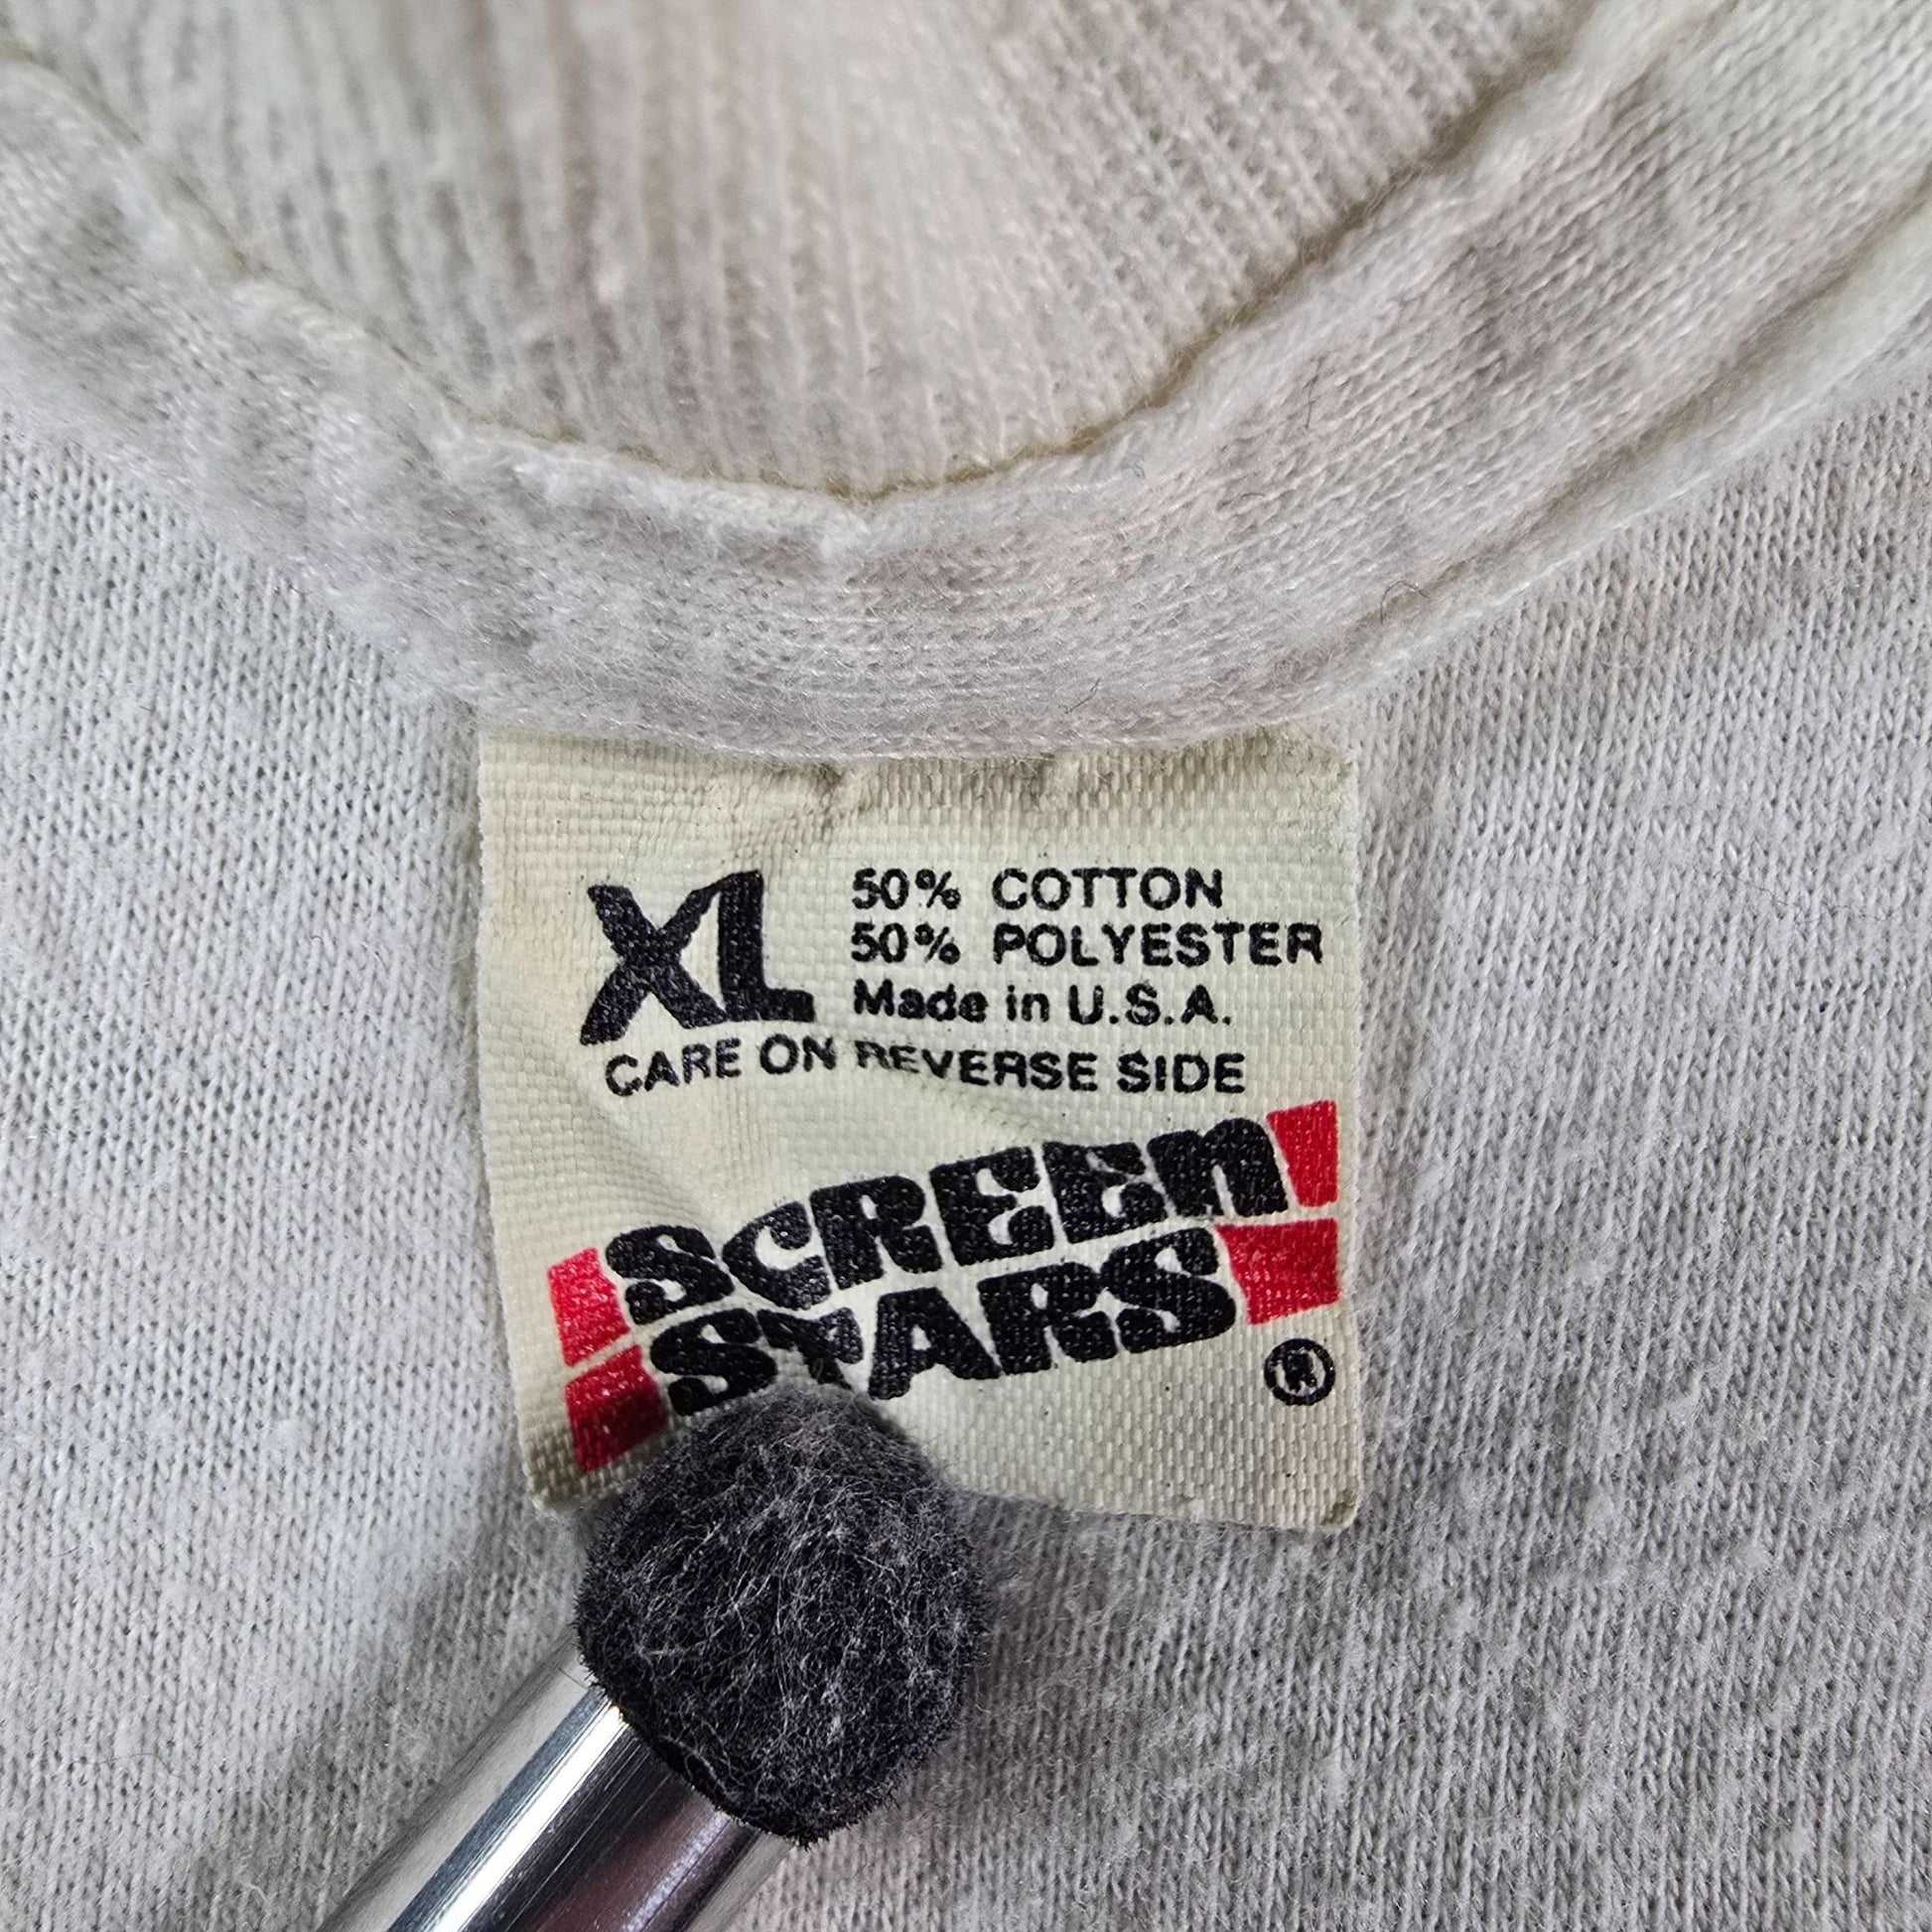 XL
50% COTTON
50% POLYESTER
Made in U.S.A.
CARE ON REVERSE SIDE
SCREEN
STARS
®